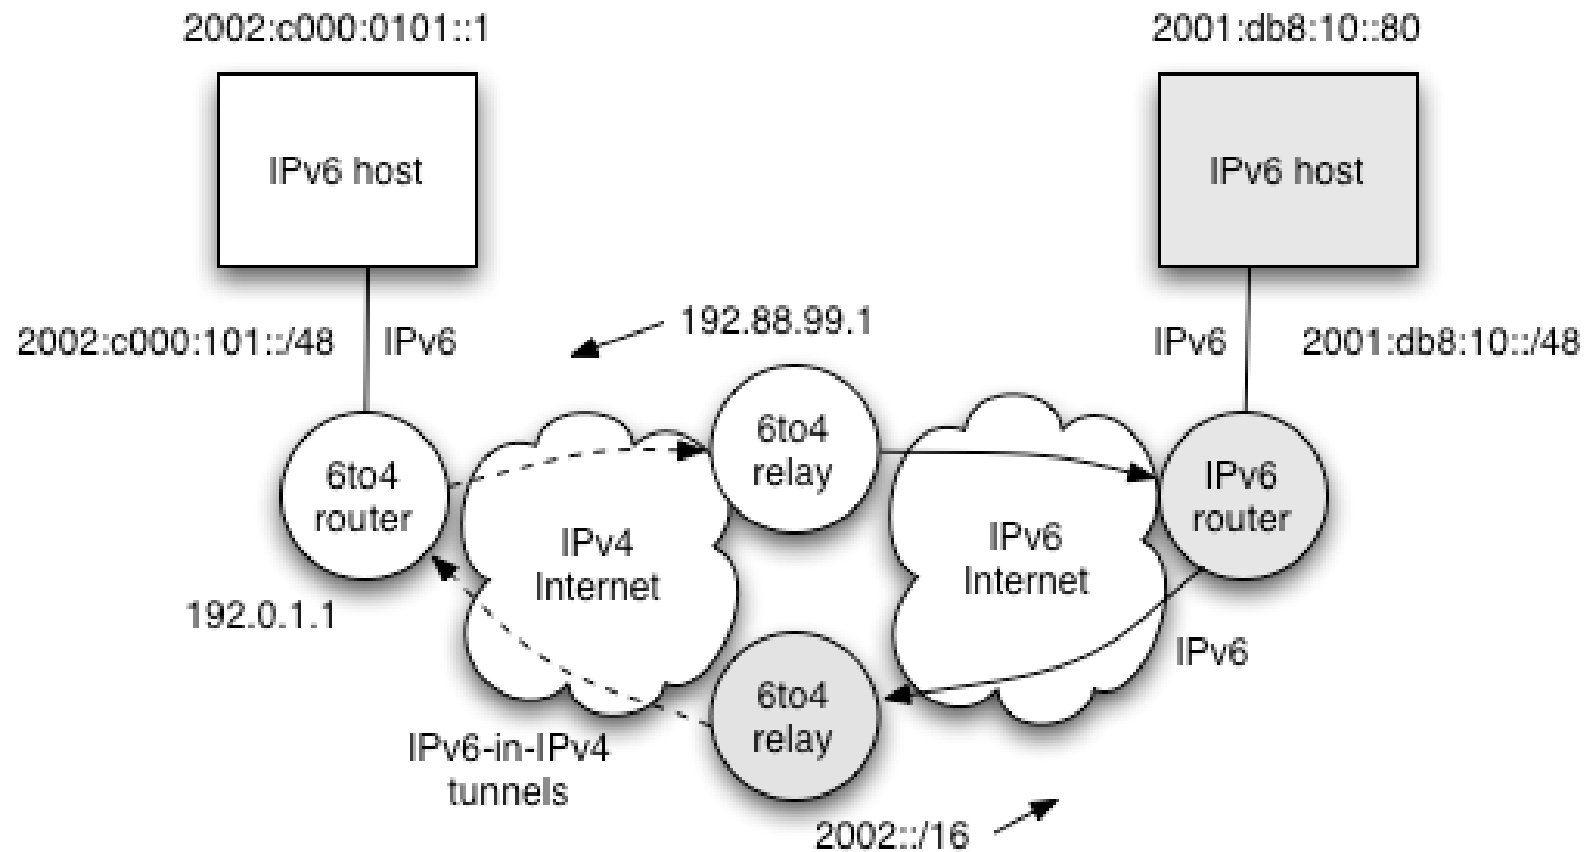 2002:c000:0101::1
2001:db8:10::80
IPv6 host
IPv6 host
192.88.99.1
2002:c000:101::/48
IPv6
IPv6
2001:db8:10::/48
6to4
relay
6to4
router
IPv6
router
IPv4
Internet
IPv6
Internet
192.0.1.1
IPv6
6to4
relay
IPv6-in-IPv4
tunnels
2002::/16